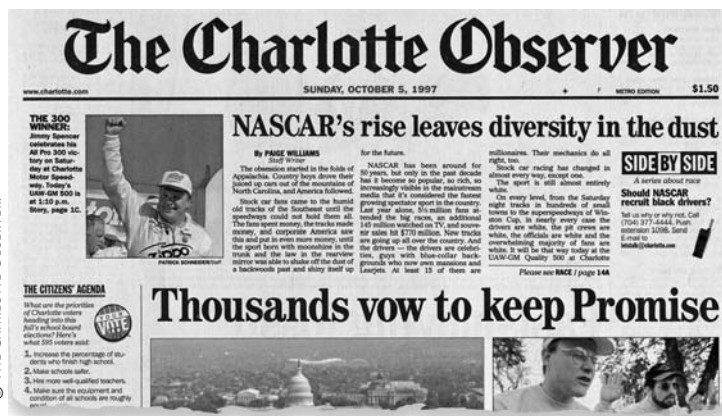 The Charlotte Observer
www.charlotte.com
SUNDAY, OCTOBER 5, 1997
METRO EDITION
$1.50
THE 300
WINNER:
Jimmy Spencer
celebrates his
All Pro 300 vic-
tory on Satur-
day at Charlotte
Motor Speed-
way. Today's
UAW-GM 500 is
at 1:10 p.m.
Story, page 1C.
PATRICK SCHNEIDER/Staff
NASCAR's rise leaves diversity in the dust
By PAIGE WILLIAMS
Staff Writer
The obsession started in the folds of
Appalachia. Country boys drove their
juiced up cars out of the mountains of
North Carolina, and America followed.
Stock car fans came to the humid
old tracks of the Southeast until the
speedways could not hold them all.
The fans spent money, the tracks made
money, and corporate America saw
this and put in even more money, until
the sport born with moonshine in the
trunk and the law in the rearview
mirror was able to shake off the dust of
a backwoods past and shiny itself up
for the future.
NASCAR has been around for
50 years, but only in the past decade
has it become so popular, so rich, so
increasingly visible in the mainstream
media that it's considered the fastest
growing spectator sport in the country.
Last year alone, 5½ million fans at-
tended the big races, an additional
145 million watched on TV, and souve-
nir sales hit $770 million. New tracks
are going up all over the country. And
the drivers — the drivers are celebri-
ties, guys with blue-collar back-
grounds who now own mansions and
Learjets. At least 15 of them are
millionaires. Their mechanics do all
right, too.
Stock car racing has changed in
almost every way, except one.
The sport is still almost entirely
white.
On every level, from the Saturday
night tracks in hundreds of small
towns to the superspeedways of Win-
ston Cup, in nearly every case the
drivers are white, the pit crews are
white, the officials are white and the
overwhelming majority of fans are
white. It will be that way today at the
UAW-GM Quality 500 at Charlotte
Please see RACE / page 14A
SIDE BY SIDE
A series about race
Should NASCAR
recruit black drivers?
Tell us why or why not. Call
(704) 377-4444. Push
extension 1098. Send
E-mail to
THE CITIZENS' AGENDA
What are the priorities
of Charlotte voters
heading into this
fall's school board
elections? Here's
what 595 voters said:
YOUR
VOTE
1. Increase the percentage of stu-
dents who finish high school.
2. Make schools safer.
3. Hire more well-qualified teachers.
4. Make sure the equipment and
condition of all schools are roughly
Thousands vow to keep Promise